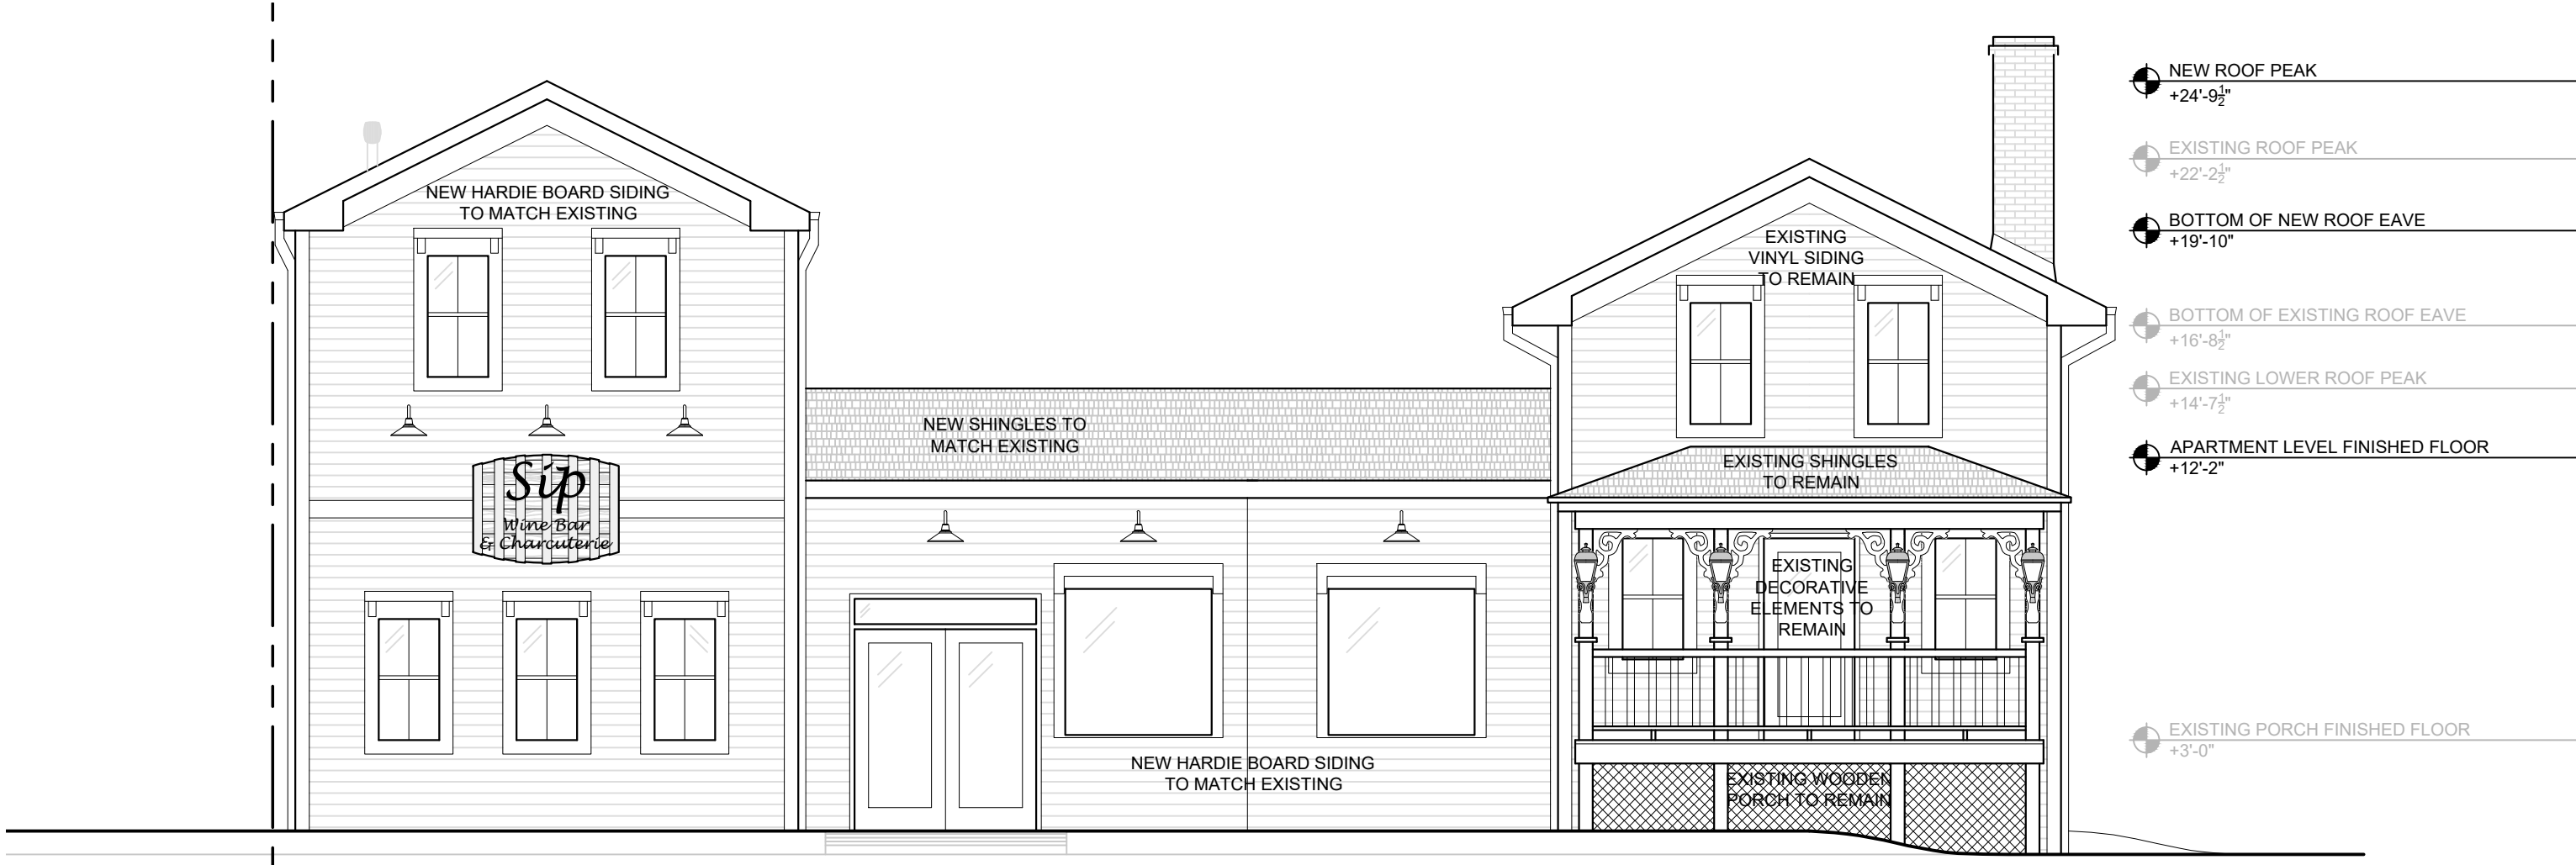 NEW ROOF PEAK
+24'-9½"
EXISTING ROOF PEAK
+22'-2½"
NEW HARDIE BOARD SIDING
TO MATCH EXISTING
BOTTOM OF NEW ROOF EAVE
+19'-10"
EXISTING
VINYL SIDING
TO REMAIN
BOTTOM OF EXISTING ROOF EAVE
+16'-8½"
EXISTING LOWER ROOF PEAK
+14'-7½"
NEW SHINGLES TO
MATCH EXISTING
APARTMENT LEVEL FINISHED FLOOR
+12'-2"
EXISTING SHINGLES
TO REMAIN
Sip
Wine Bar
& Charcuterie
EXISTING
DECORATIVE
ELEMENTS TO
REMAIN
EXISTING PORCH FINISHED FLOOR
+3'-0"
NEW HARDIE BOARD SIDING
TO MATCH EXISTING
EXISTING WOODEN
PORCH TO REMAIN